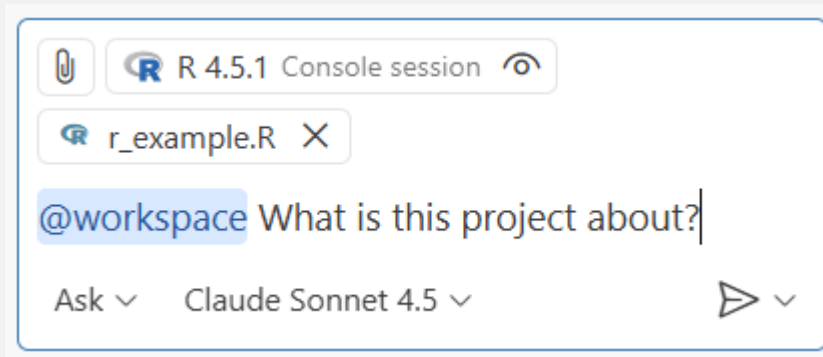 R 4.5.1 Console session
r_example.R
@workspace What is this project about?
Ask Claude Sonnet 4.5